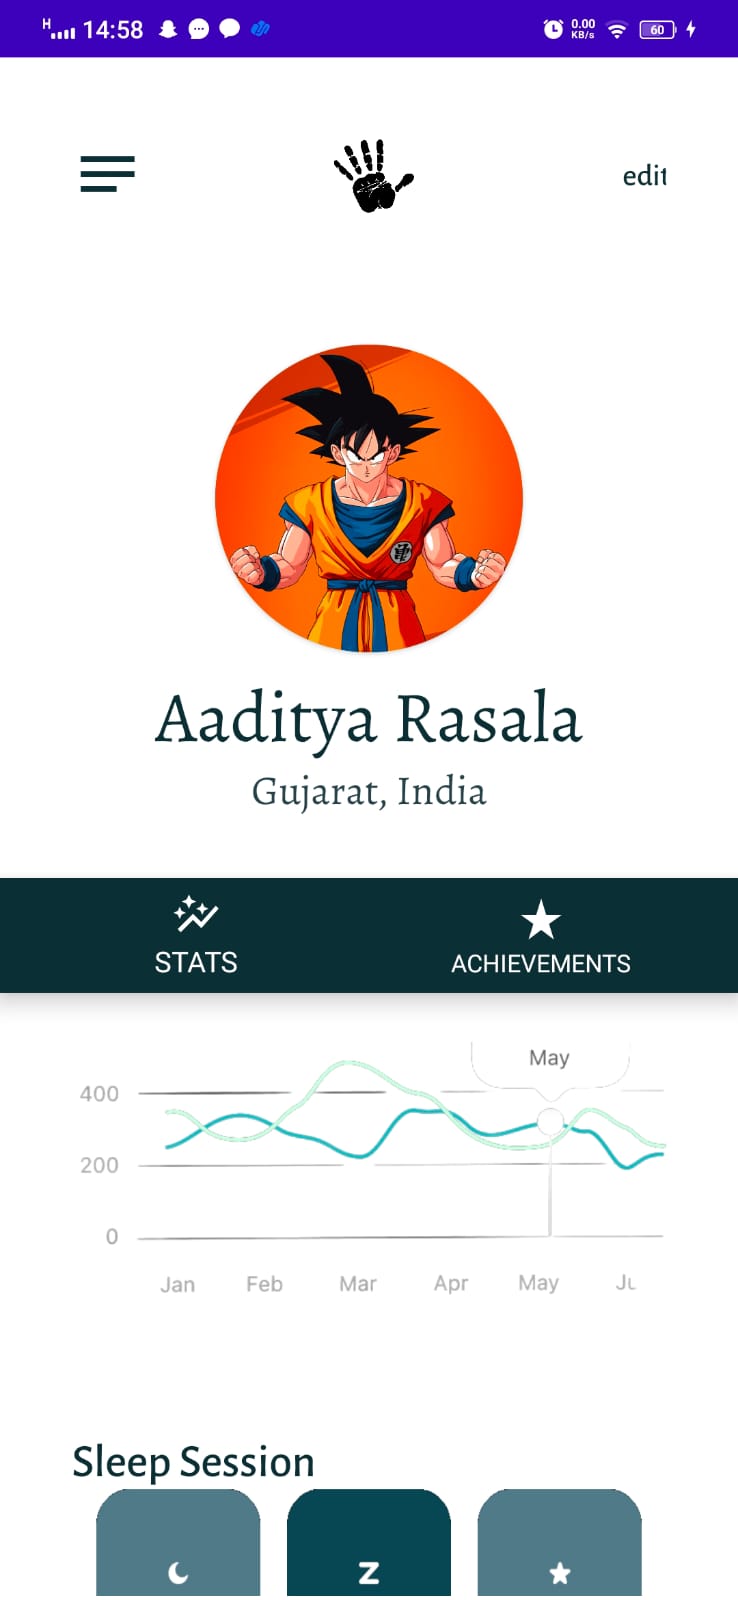 H 14:58 0.00 KB/s 60
edit
Aaditya Rasala
Gujarat, India
STATS ACHIEVEMENTS
May
400
200
0
Jan Feb Mar Apr May Ju
Sleep Session
z